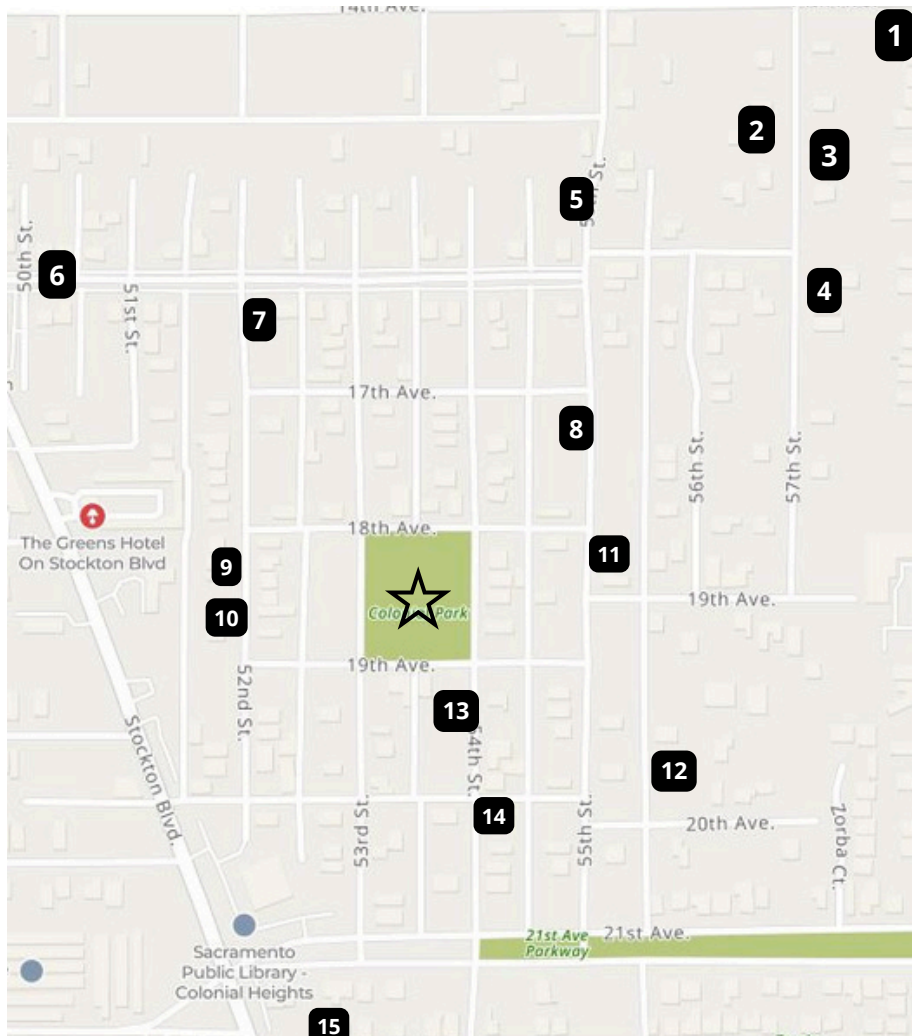 14th Ave.
1
2
3
5
50th St.
6
51st St.
4
7
17th Ave.
8
56th St.
57th St.
18th Ave.
The Greens Hotel
On Stockton Blvd
9
11
10
19th Ave.
19th Ave.
52nd St.
13
54th St.
Stockton Blvd.
12
14
53rd St.
55th St.
20th Ave.
Zorba Ct.
21st Ave
Parkway
21st Ave.
Sacramento
Public Library -
Colonial Heights
15